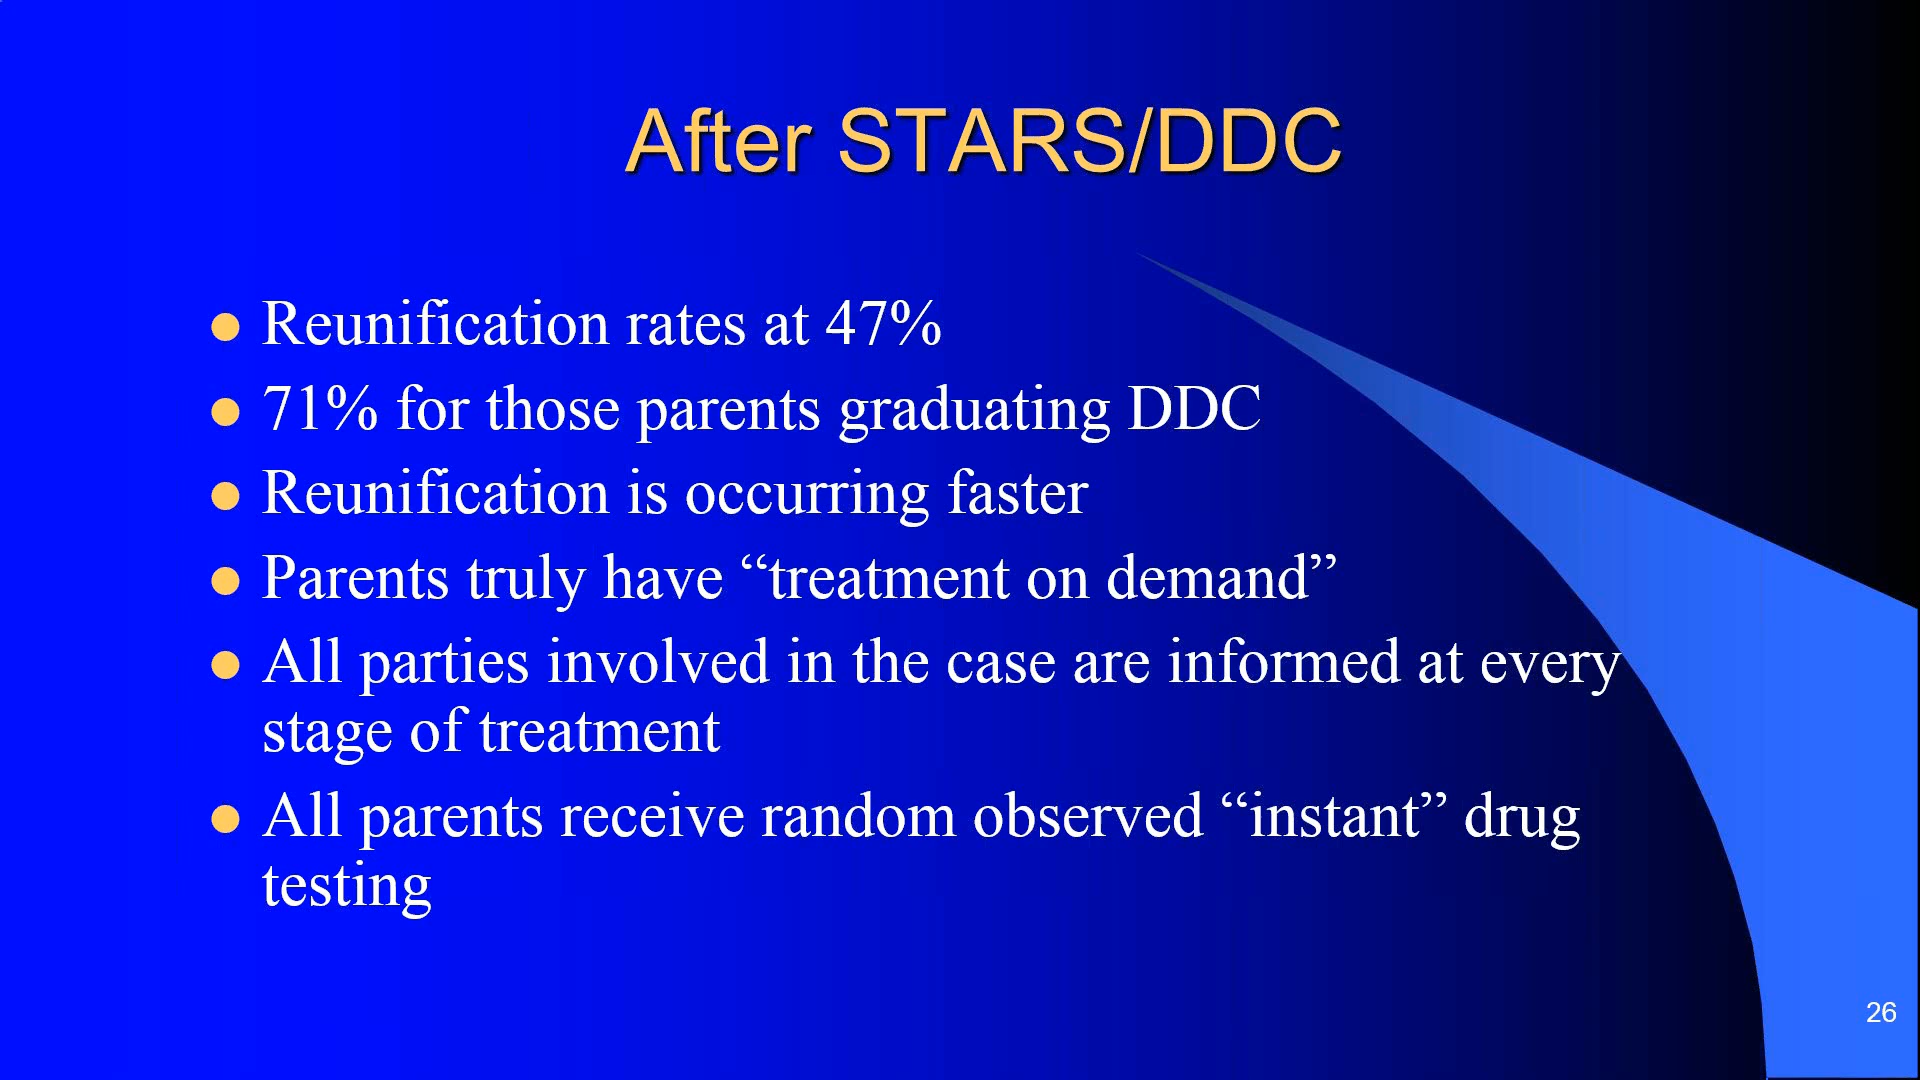 After STARS/DDC
Reunification rates at 47%
71% for those parents graduating DDC
Reunification is occurring faster
Parents truly have “treatment on demand”
All parties involved in the case are informed at every
stage of treatment
All parents receive random observed “instant” drug
testing
26